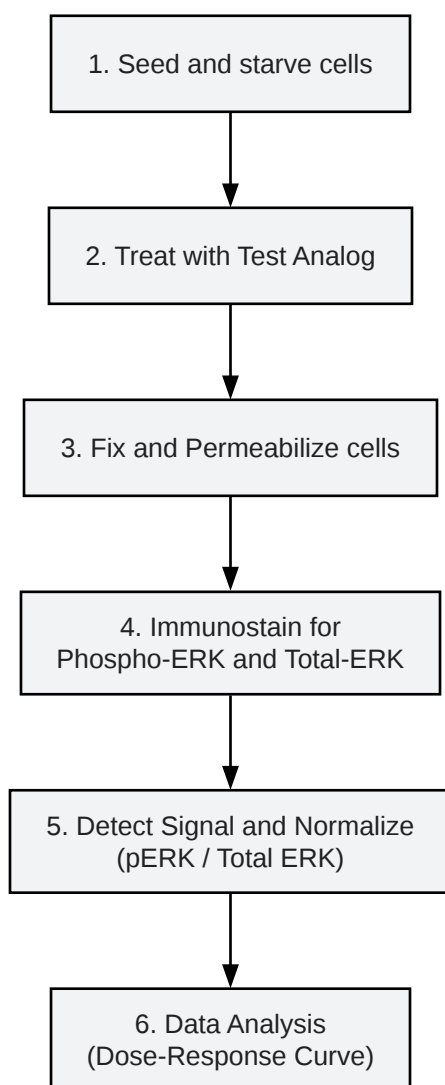 1. Seed and starve cells
2. Treat with Test Analog
3. Fix and Permeabilize cells
4. Immunostain for
Phospho-ERK and Total-ERK
5. Detect Signal and Normalize
(pERK / Total ERK)
6. Data Analysis
(Dose-Response Curve)